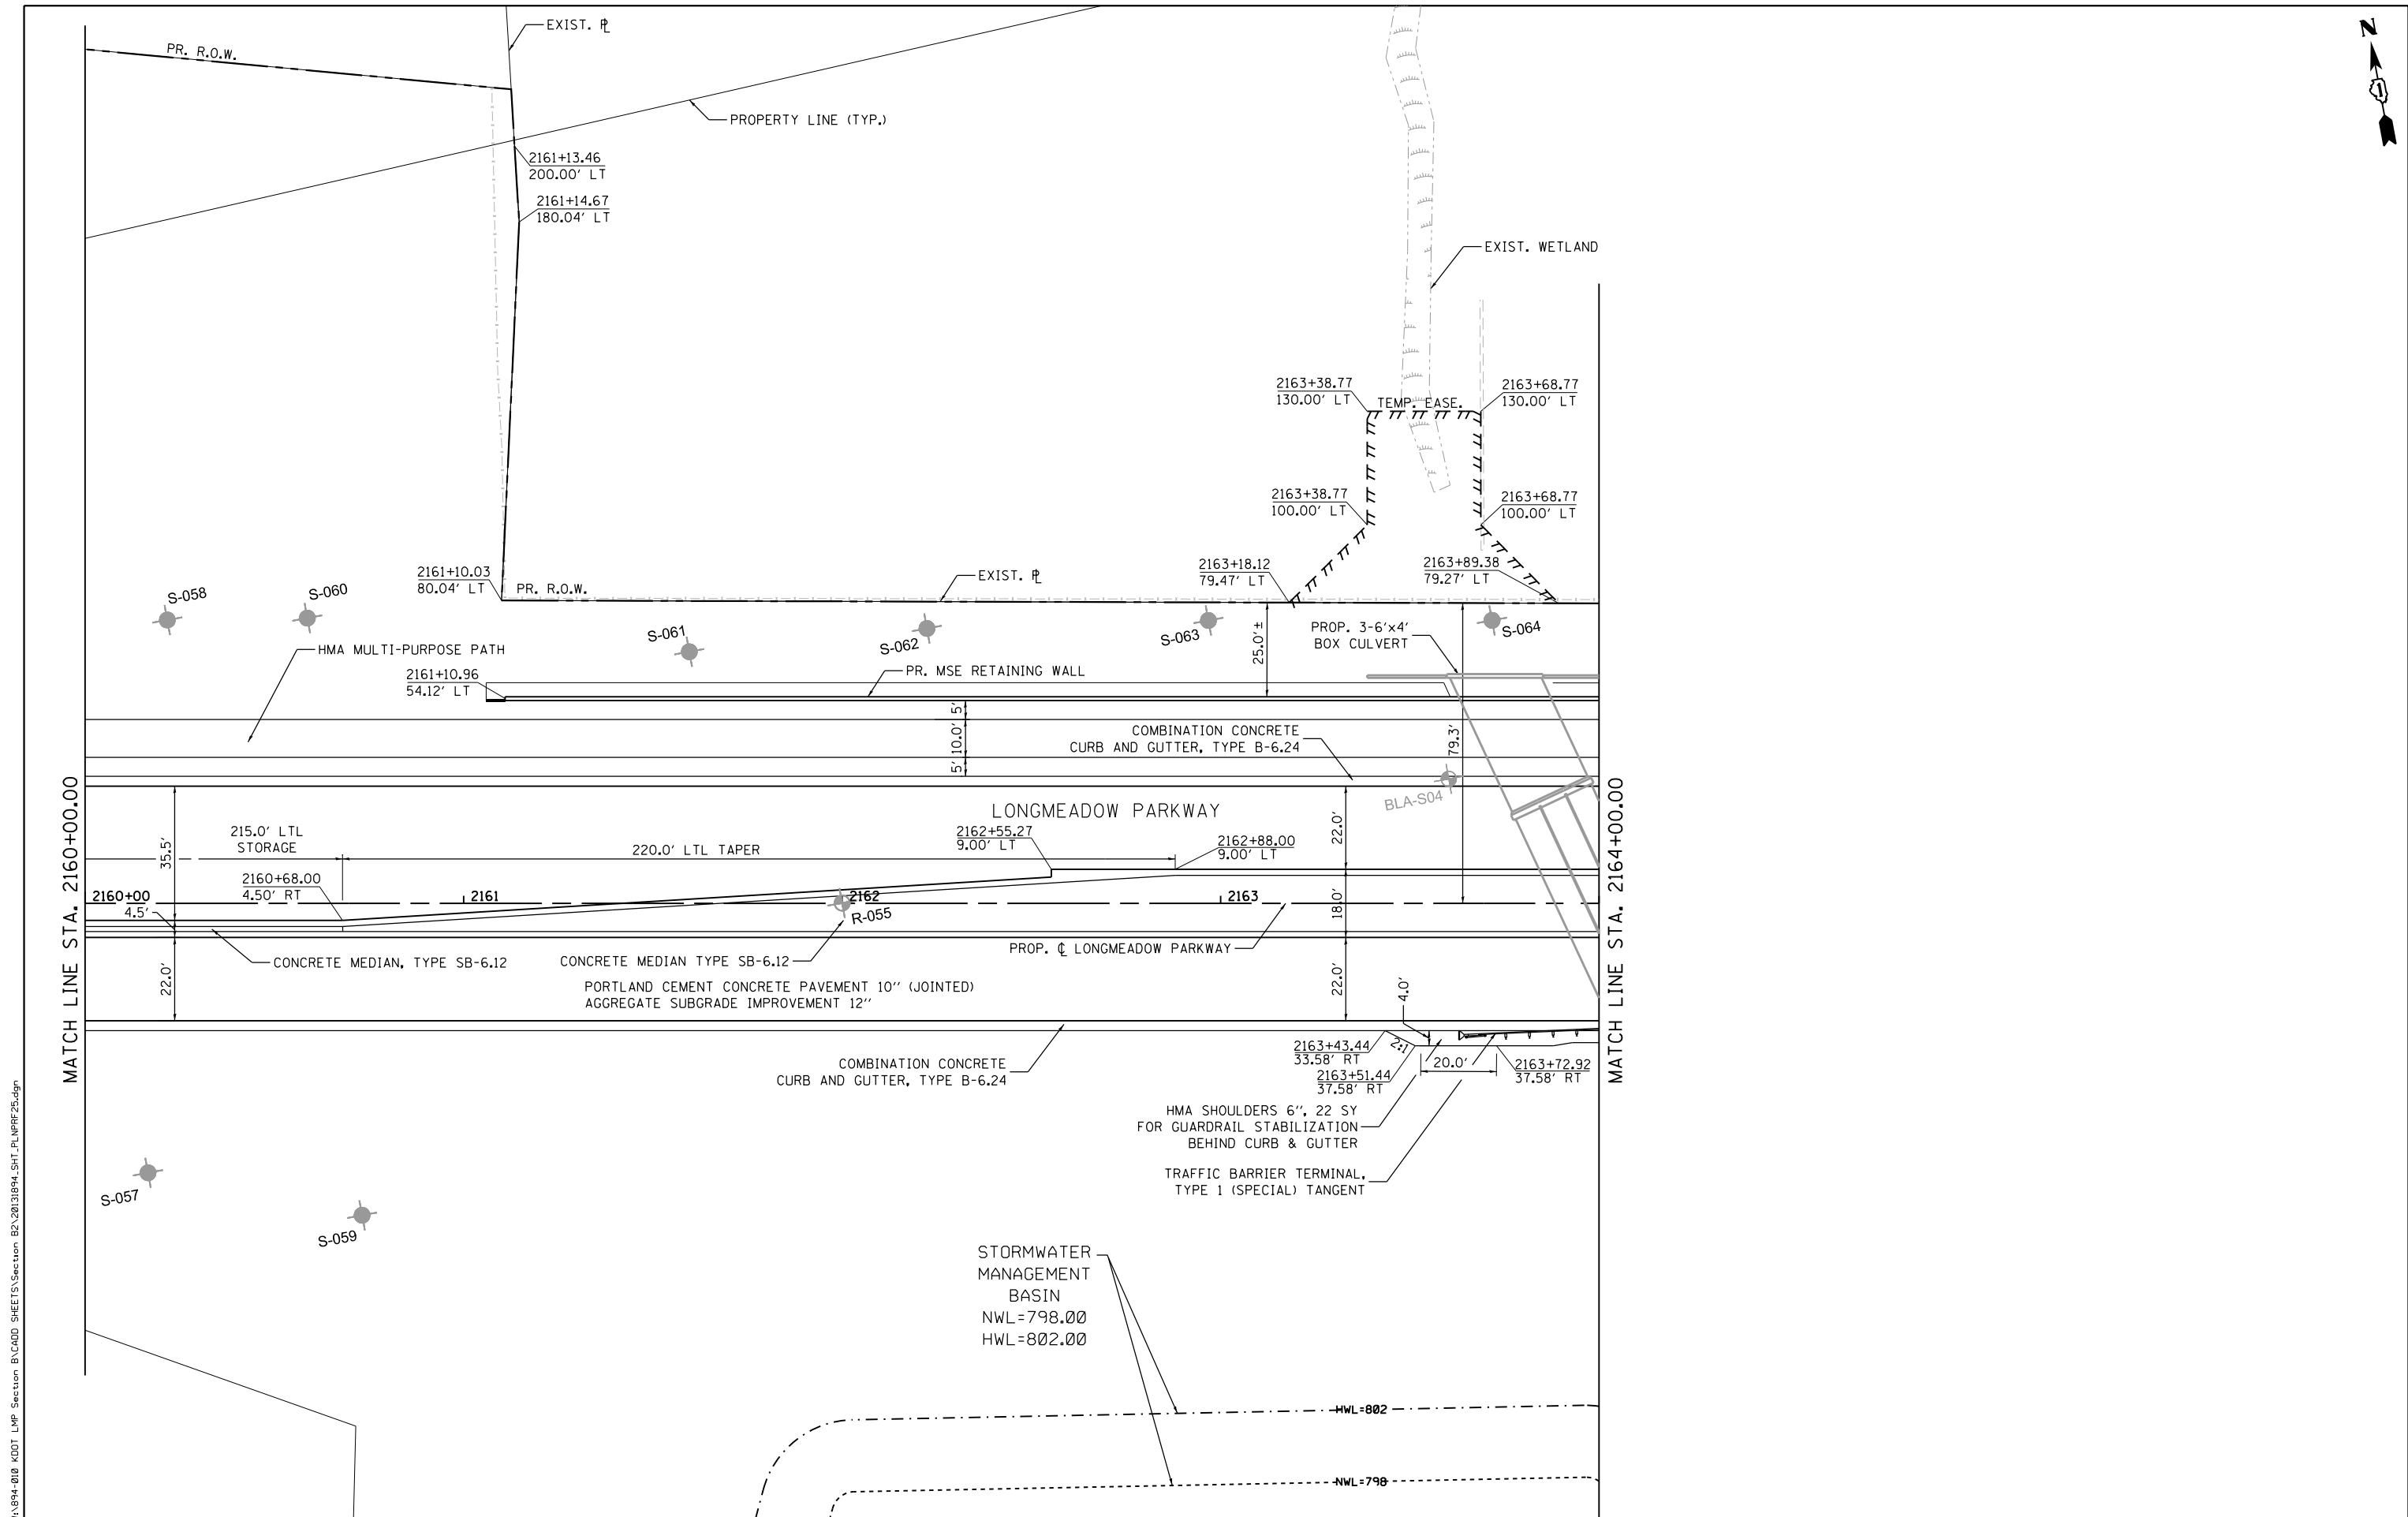 EXIST. ℄
PR. R.O.W.
N
PROPERTY LINE (TYP.)
2161+13.46
200.00' LT
2161+14.67
180.04' LT
EXIST. WETLAND
2163+38.77
130.00' LT
TEMP. EASE.
2163+68.77
130.00' LT
2163+38.77
100.00' LT
2163+68.77
100.00' LT
2161+10.03
80.04' LT
PR. R.O.W.
EXIST. ℄
2163+18.12
79.47' LT
2163+89.38
79.27' LT
S-058
S-060
S-061
S-062
S-063
S-064
25.0'±
PROP. 3-6'x4'
BOX CULVERT
HMA MULTI-PURPOSE PATH
2161+10.96
54.12' LT
PR. MSE RETAINING WALL
5'
10.0'
5'
COMBINATION CONCRETE
CURB AND GUTTER, TYPE B-6.24
79.3'
BLA-S04
LONGMEADOW PARKWAY
35.5'
215.0' LTL
STORAGE
220.0' LTL TAPER
2162+55.27
9.00' LT
2162+88.00
9.00' LT
22.0'
2160+68.00
4.50' RT
2160+00
2161
2162
2163
4.5'
R-055
18.0'
CONCRETE MEDIAN, TYPE SB-6.12
CONCRETE MEDIAN TYPE SB-6.12
PROP. ℄ LONGMEADOW PARKWAY
22.0'
PORTLAND CEMENT CONCRETE PAVEMENT 10'' (JOINTED)
AGGREGATE SUBGRADE IMPROVEMENT 12''
22.0'
4.0'
MATCH LINE STA. 2160+00.00
MATCH LINE STA. 2164+00.00
COMBINATION CONCRETE
CURB AND GUTTER, TYPE B-6.24
2163+43.44
33.58' RT
2:1
2163+51.44
37.58' RT
20.0'
2163+72.92
37.58' RT
HMA SHOULDERS 6'', 22 SY
FOR GUARDRAIL STABILIZATION
BEHIND CURB & GUTTER
TRAFFIC BARRIER TERMINAL,
TYPE 1 (SPECIAL) TANGENT
S-057
S-059
STORMWATER
MANAGEMENT
BASIN
NWL=798.00
HWL=802.00
HWL=802
NWL=798
894-010 KDOT LMP Section B\CADD SHEETS\Section B2\20131894_SHT_PLNPRF25.dgn